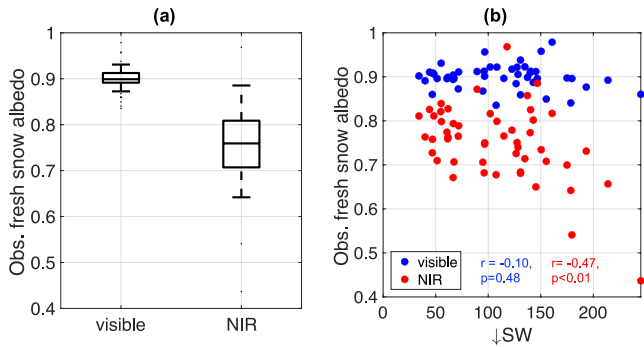 (a)
Obs. fresh snow albedo
1
0.9
0.8
0.7
0.6
0.5
0.4
visible
NIR
(b)
Obs. fresh snow albedo
1
0.9
0.8
0.7
0.6
0.5
0.4
visible
NIR
r = -0.10,
p=0.48
r= -0.47,
p<0.01
0
50
100
150
200
↓SW